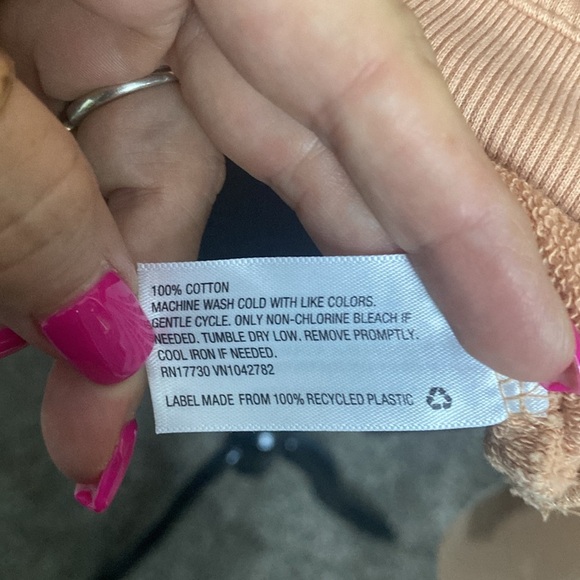 100% COTTON
MACHINE WASH COLD WITH LIKE COLORS.
GENTLE CYCLE. ONLY NON-CHLORINE BLEACH IF
NEEDED. TUMBLE DRY LOW. REMOVE PROMPTLY.
COOL IRON IF NEEDED.
RN17730 VN1042782
LABEL MADE FROM 100% RECYCLED PLASTIC